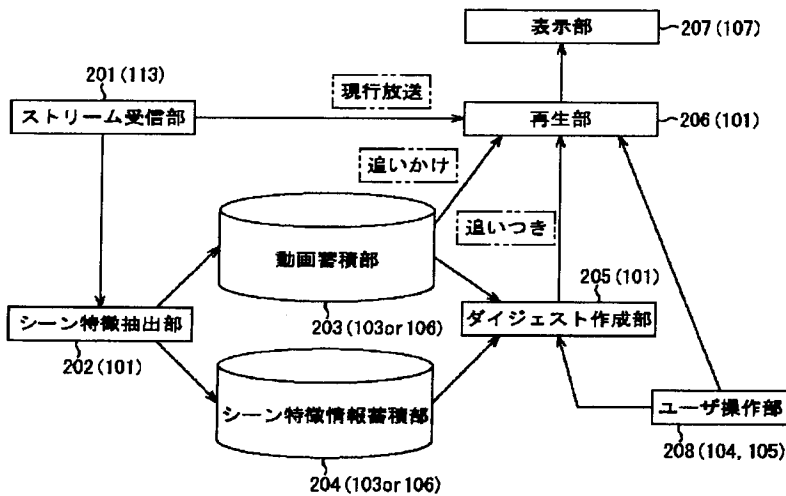 表示部
207(107)
201(113)
現行放送
ストリーム受信部
再生部
206(101)
追いかけ
追いつき
動画蓄積部
205(101)
シーン特徴抽出部
203(103or106)
ダイジェスト作成部
202(101)
シーン特徴情報蓄積部
ユーザ操作部
208(104,105)
204(103or106)